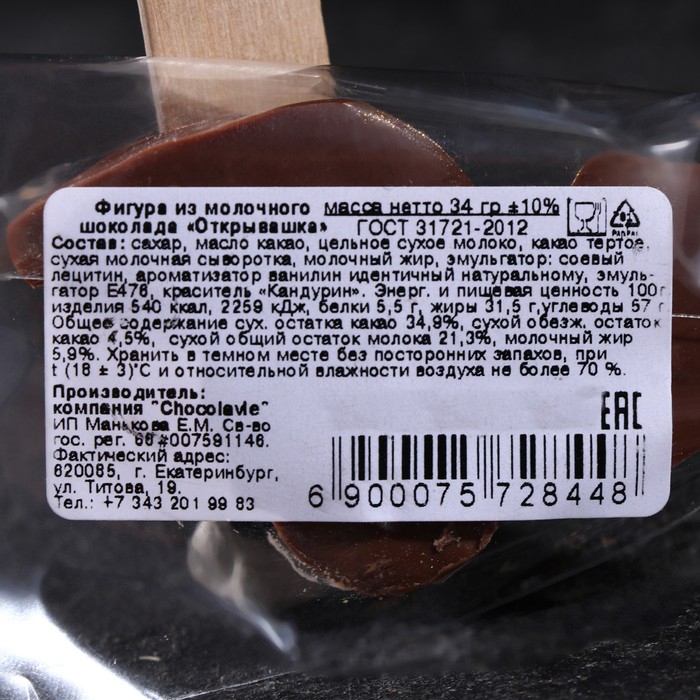 Фигура из молочного масса нетто 34 гр ±10%
шоколада «Открывашка» ГОСТ 31721-2012
Состав: сахар, масло какао, цельное сухое молоко, какао тертое,
сухая молочная сыворотка, молочный жир, эмульгатор: соевый
лецитин, ароматизатор ванилин идентичный натуральному, эмуль-
гатор Е476, краситель «Кандурин». Энерг. и пищевая ценность 100г
изделия 540 ккал, 2259 кДж, белки 5,5 г, жиры 31,5 г,углеводы 57 г
Общее содержание сух. остатка какао 34,9%, сухой обезж. остаток
какао 4,5%, сухой общий остаток молока 21,3%, молочный жир
5,9%. Хранить в темном месте без посторонних запахов, при
t (18 ± 3)°С и относительной влажности воздуха не более 70 %.
Производитель:
компания "Chocolavie"
ИП Манькова Е.М. Св-во
гос. рег. 66 #007591146.
Фактический адрес:
620085, г. Екатеринбург,
ул. Титова, 19.
Тел.: +7 343 201 99 83
EAC
6 900075 728448